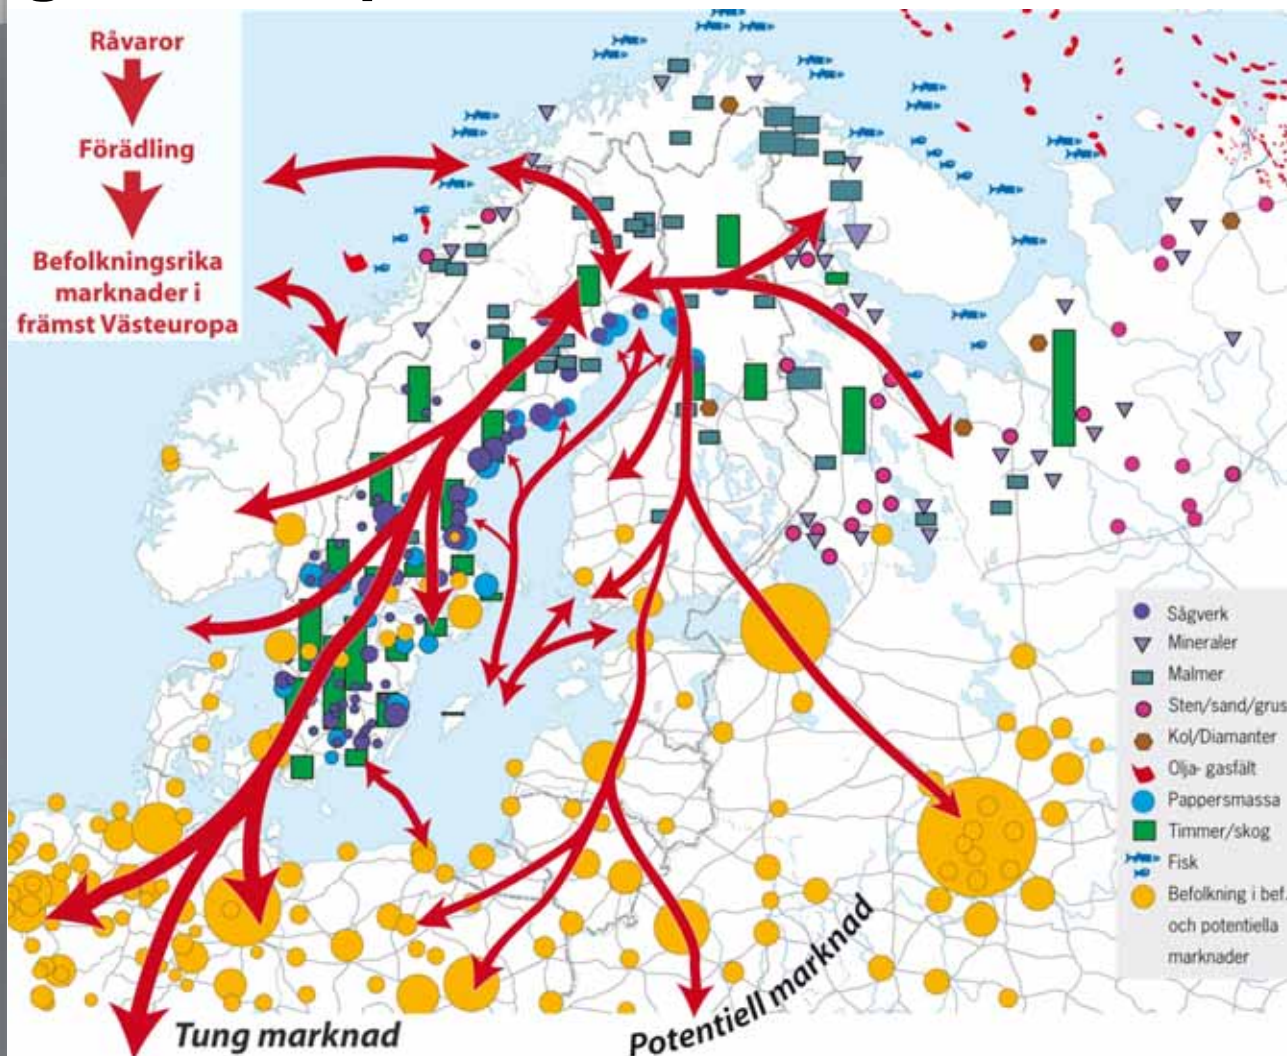 Råvaror
Förädling
Befolkningsrika
marknader i
främst Västeuropa
Sågverk
Mineraler
Malmer
Sten/sand/grus
Kol/Diamanter
Olja- gasfält
Pappersmassa
Timmer/skog
Fisk
Befolkning i bef.
och potentiella
marknader
Tung marknad
Potentiell marknad